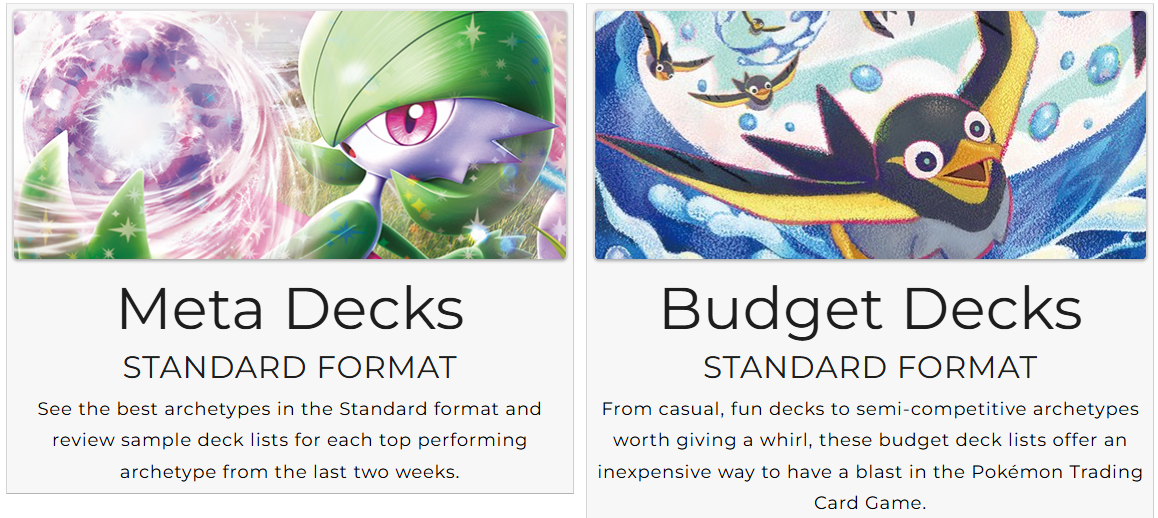 Meta Decks
STANDARD FORMAT
See the best archetypes in the Standard format and
review sample deck lists for each top performing
archetype from the last two weeks.
Budget Decks
STANDARD FORMAT
From casual, fun decks to semi-competitive archetypes
worth giving a whirl, these budget deck lists offer an
inexpensive way to have a blast in the Pokémon Trading
Card Game.